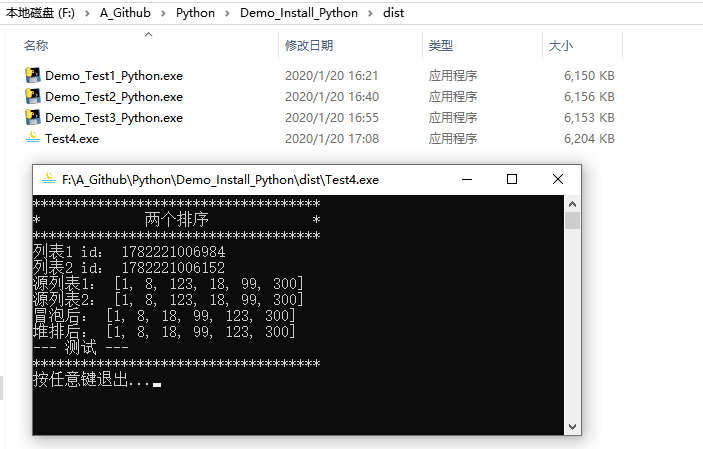 本地磁盘 (F:) > A_Github > Python > Demo_Install_Python > dist
名称 修改日期 类型 大小
Demo_Test1_Python.exe 2020/1/20 16:21 应用程序 6,150 KB
Demo_Test2_Python.exe 2020/1/20 16:40 应用程序 6,156 KB
Demo_Test3_Python.exe 2020/1/20 16:55 应用程序 6,153 KB
Test4.exe 2020/1/20 17:08 应用程序 6,204 KB
F:\A_Github\Python\Demo_Install_Python\dist\Test4.exe
************************************
* 两个排序 *
************************************
列表1 id： 1782221006984
列表2 id： 1782221006152
源列表1： [1, 8, 123, 18, 99, 300]
源列表2： [1, 8, 123, 18, 99, 300]
冒泡后： [1, 8, 18, 99, 123, 300]
堆排后： [1, 8, 18, 99, 123, 300]
--- 测试 ---
************************************
按任意键退出...